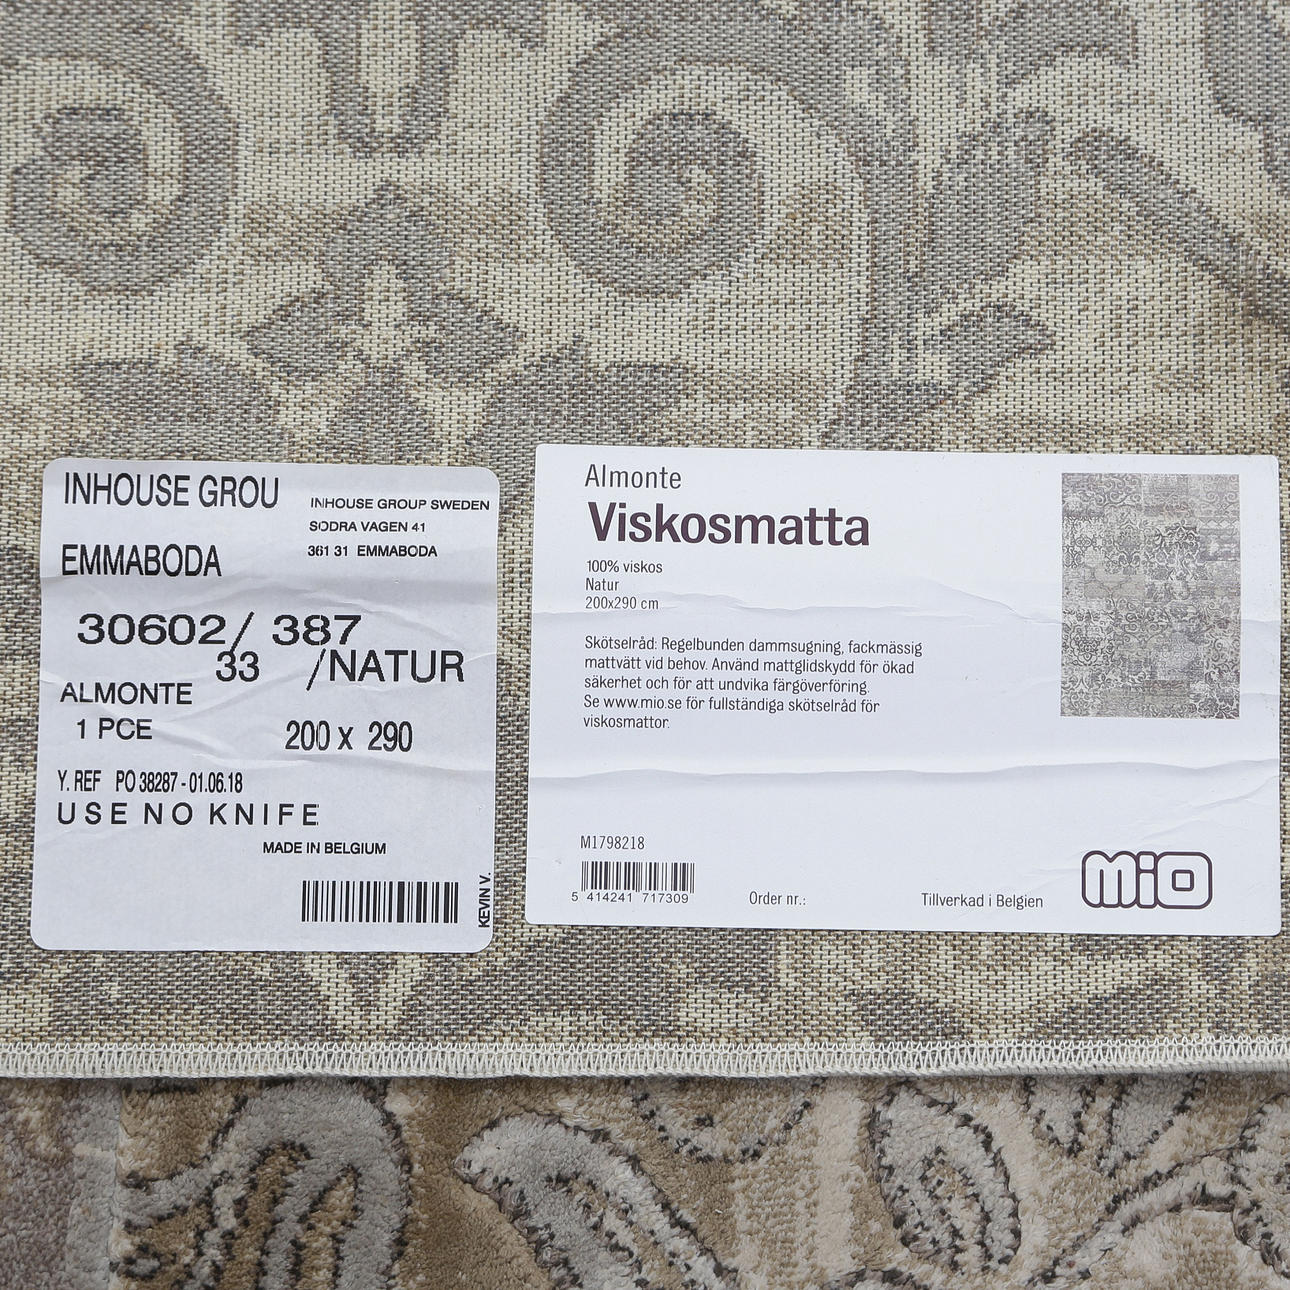 INHOUSE GROU
INHOUSE GROUP SWEDEN
SODRA VAGEN 41
361 31 EMMABODA
EMMABODA
30602/ 387
33 /NATUR
ALMONTE
1 PCE
200 x 290
Y. REF PO 38287 - 01.06.18
USE NO KNIFE
MADE IN BELGIUM
KEVIN V.
Almonte
Viskosmatta
100% viskos
Natur
200x290 cm
Skötselråd: Regelbunden dammsugning, fackmässig
mattvätt vid behov. Använd mattglidskydd för ökad
säkerhet och för att undvika färgöverföring.
Se www.mio.se för fullständiga skötselråd för
viskosmattor.
M1798218
5 414241 717309
Order nr.:
Tillverkad i Belgien
MIO